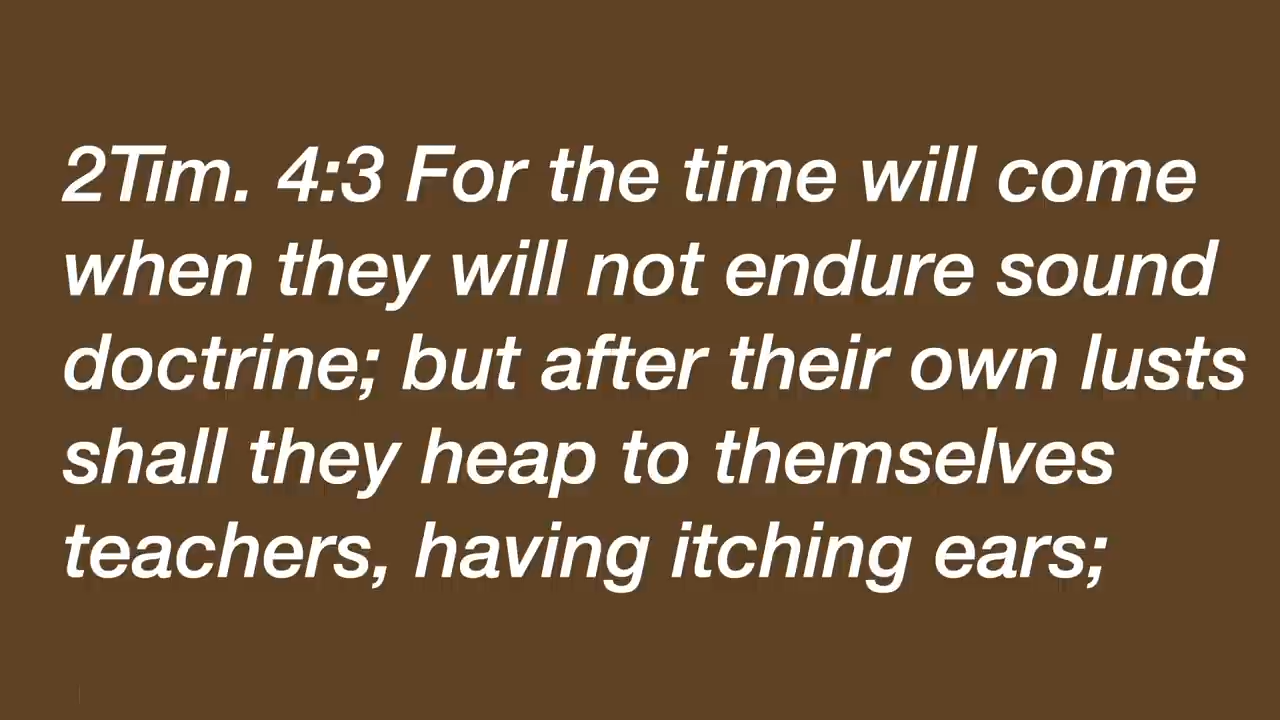 2Tim. 4:3 For the time will come
when they will not endure sound
doctrine; but after their own lusts
shall they heap to themselves
teachers, having itching ears;